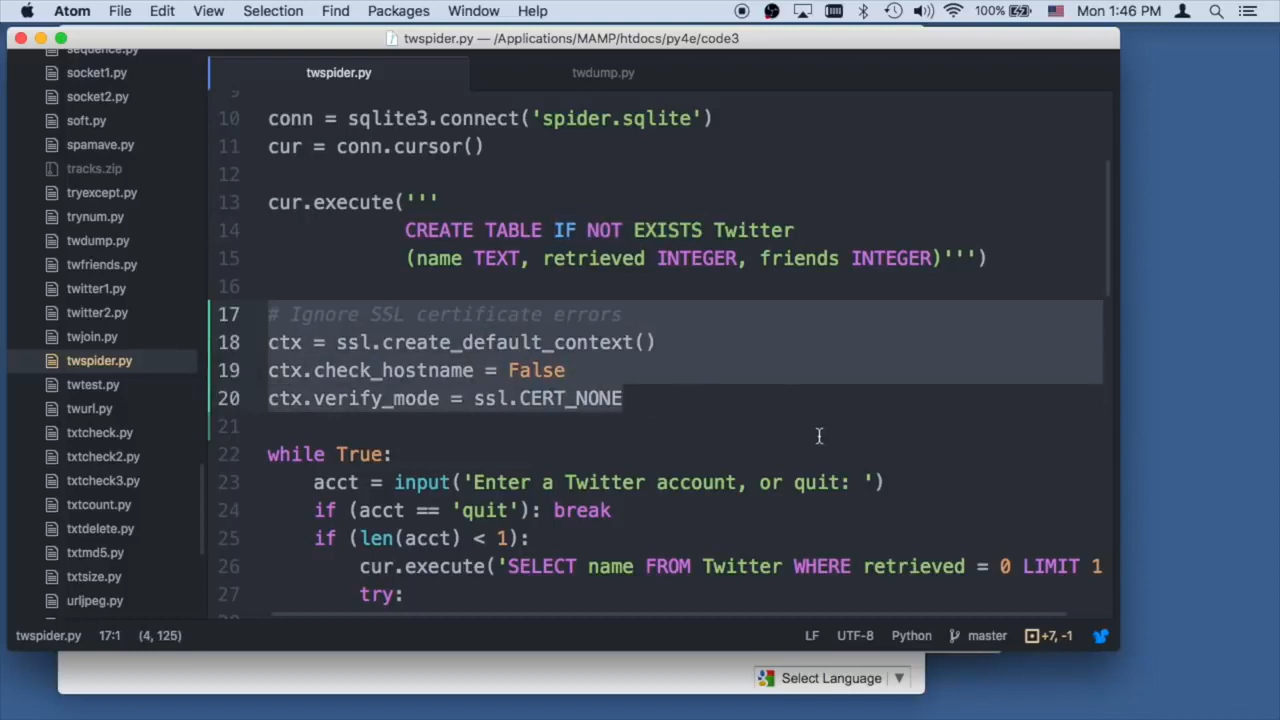 Atom File Edit View Selection Find Packages Window Help 100% Mon 1:46 PM
twspider.py — /Applications/MAMP/htdocs/py4e/code3
sequence.py
socket1.py
socket2.py
soft.py
spamave.py
tracks.zip
tryexcept.py
trynum.py
twdump.py
twfriends.py
twitter1.py
twitter2.py
twjoin.py
twspider.py
twtest.py
twurl.py
txtcheck.py
txtcheck2.py
txtcheck3.py
txtcount.py
txtdelete.py
txtmd5.py
txtsize.py
urljpeg.py
twspider.py twdump.py
9
10 conn = sqlite3.connect('spider.sqlite')
11 cur = conn.cursor()
12
13 cur.execute('''
14 CREATE TABLE IF NOT EXISTS Twitter
15 (name TEXT, retrieved INTEGER, friends INTEGER)''')
16
17 # Ignore SSL certificate errors
18 ctx = ssl.create_default_context()
19 ctx.check_hostname = False
20 ctx.verify_mode = ssl.CERT_NONE
21
22 while True:
23 acct = input('Enter a Twitter account, or quit: ')
24 if (acct == 'quit'): break
25 if (len(acct) < 1):
26 cur.execute('SELECT name FROM Twitter WHERE retrieved = 0 LIMIT 1
27 try:
twspider.py 17:1 (4, 125) LF UTF-8 Python master +7, -1
Select Language ▼